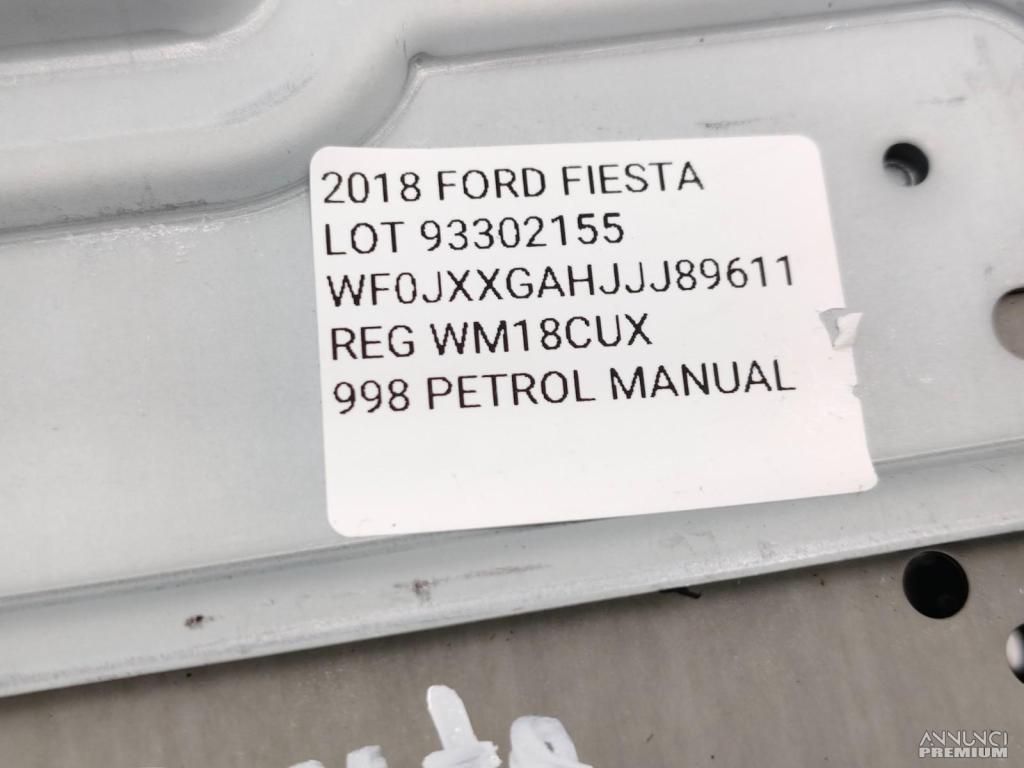 2018 FORD FIESTA
LOT 93302155
WF0JXXGAHJJJ89611
REG WM18CUX
998 PETROL MANUAL
ANNUNCI
PREMIUM